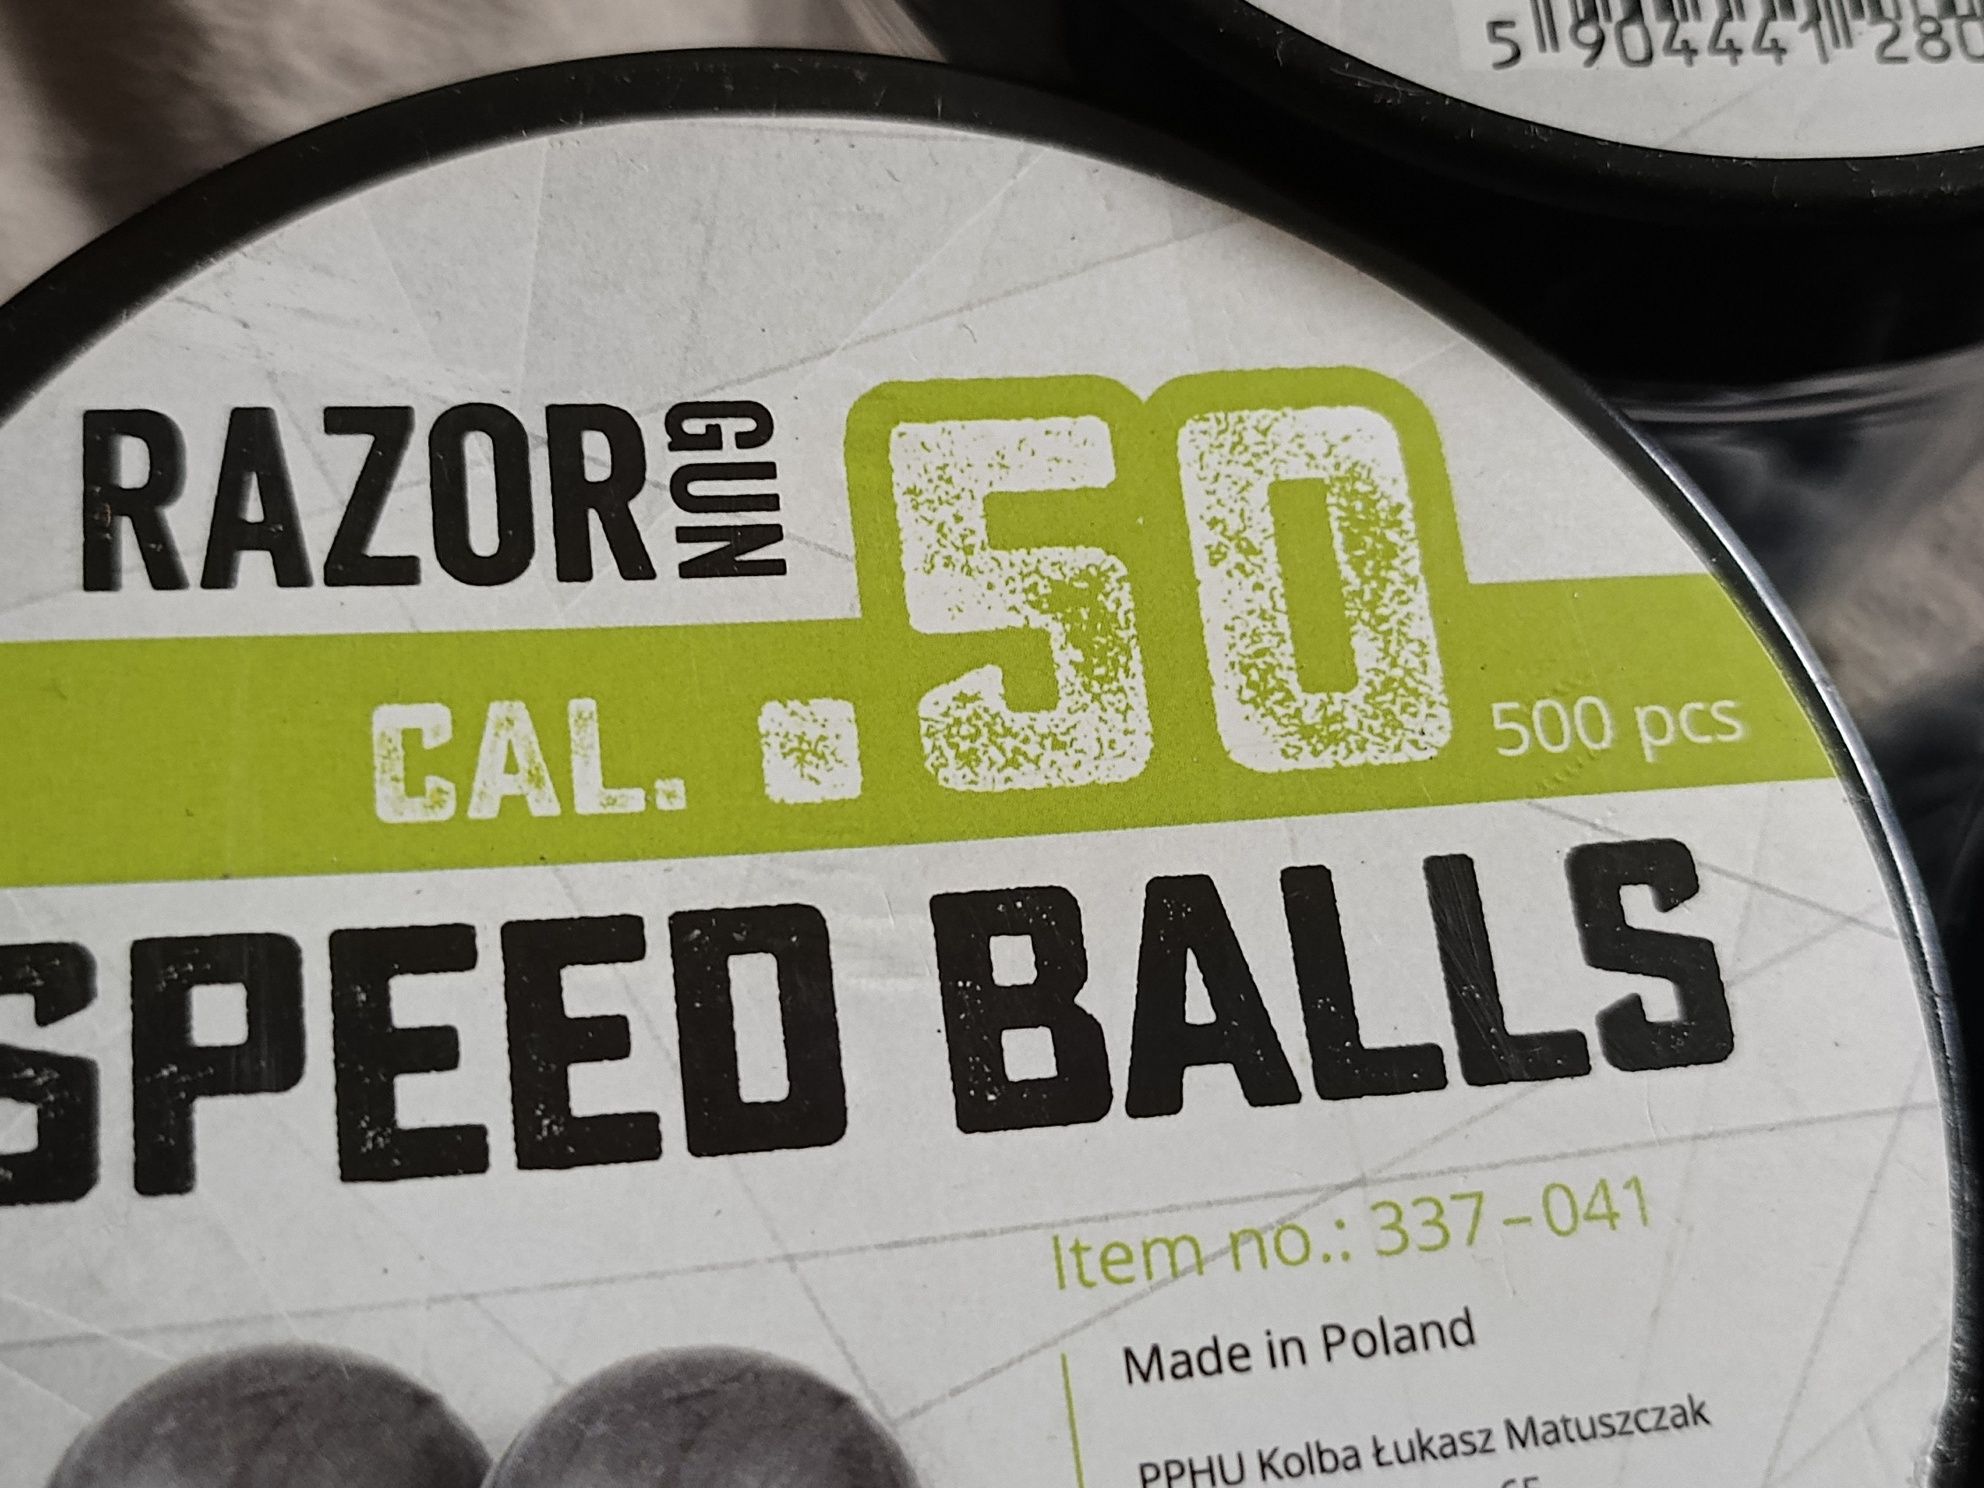 5 904441 280
RAZOR GUN
CAL. .50 500 pcs
SPEED BALLS
Item no.: 337-041
Made in Poland
PPHU Kolba Łukasz Matuszczak